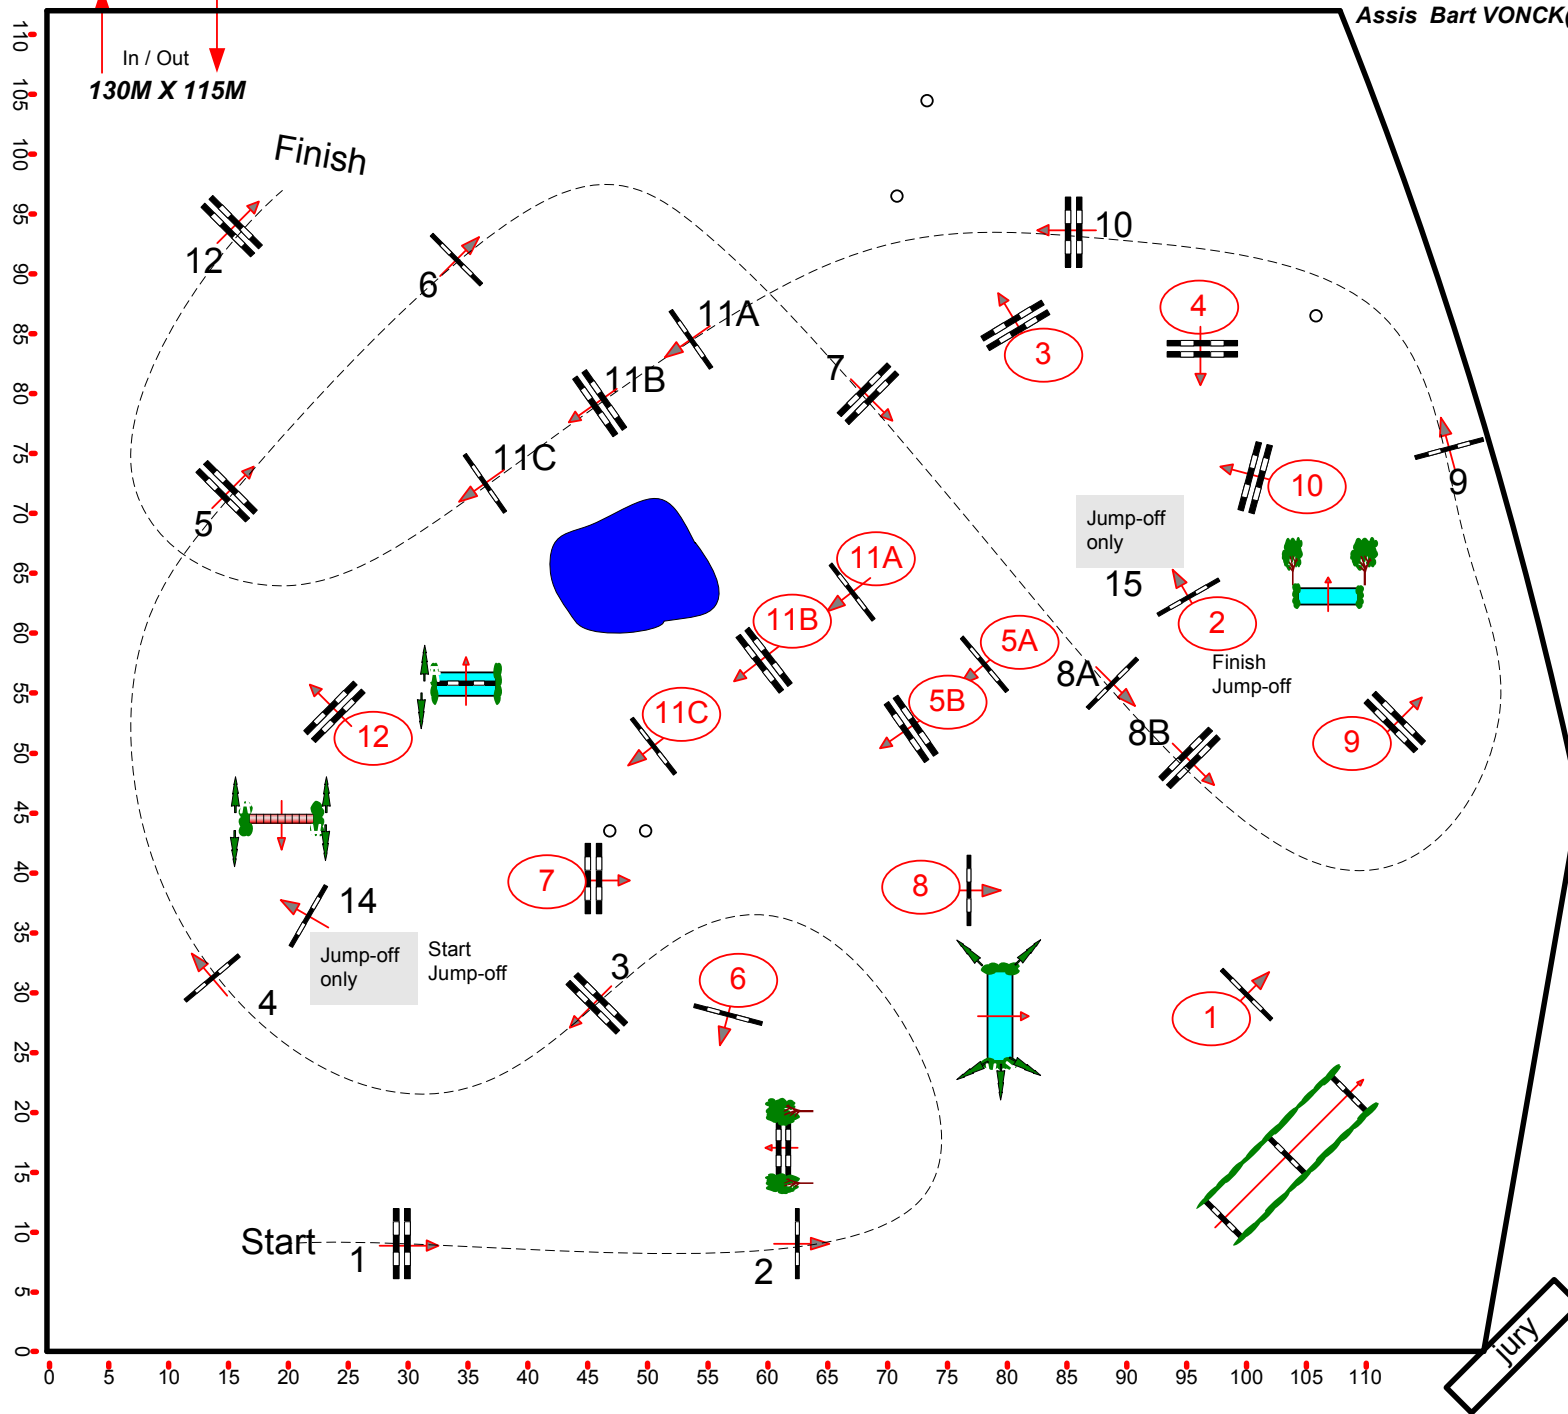 Assis Bart VONCK(
In / Out
130M X 115M
Finish
12
6
10
11A
4
3
11B
7
11C
10
9
5
Jump-off
only
11A
15
11B
2
5A
8A
Finish
Jump-off
11C
5B
12
8B
9
7
8
14
Jump-off
only
Start
Jump-off
3
6
4
1
Start
1
2
jury
110
105
100
95
90
85
80
75
70
65
60
55
50
45
40
35
30
25
20
15
10
5
0
0 5 10 15 20 25 30 35 40 45 50 55 60 65 70 75 80 85 90 95 100 105 110